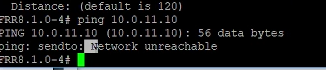 Distance: (default is 120)
FRR8.1.0-4# ping 10.0.11.10
PING 10.0.11.10 (10.0.11.10): 56 data bytes
ping: sendto: Network unreachable
FRR8.1.0-4#